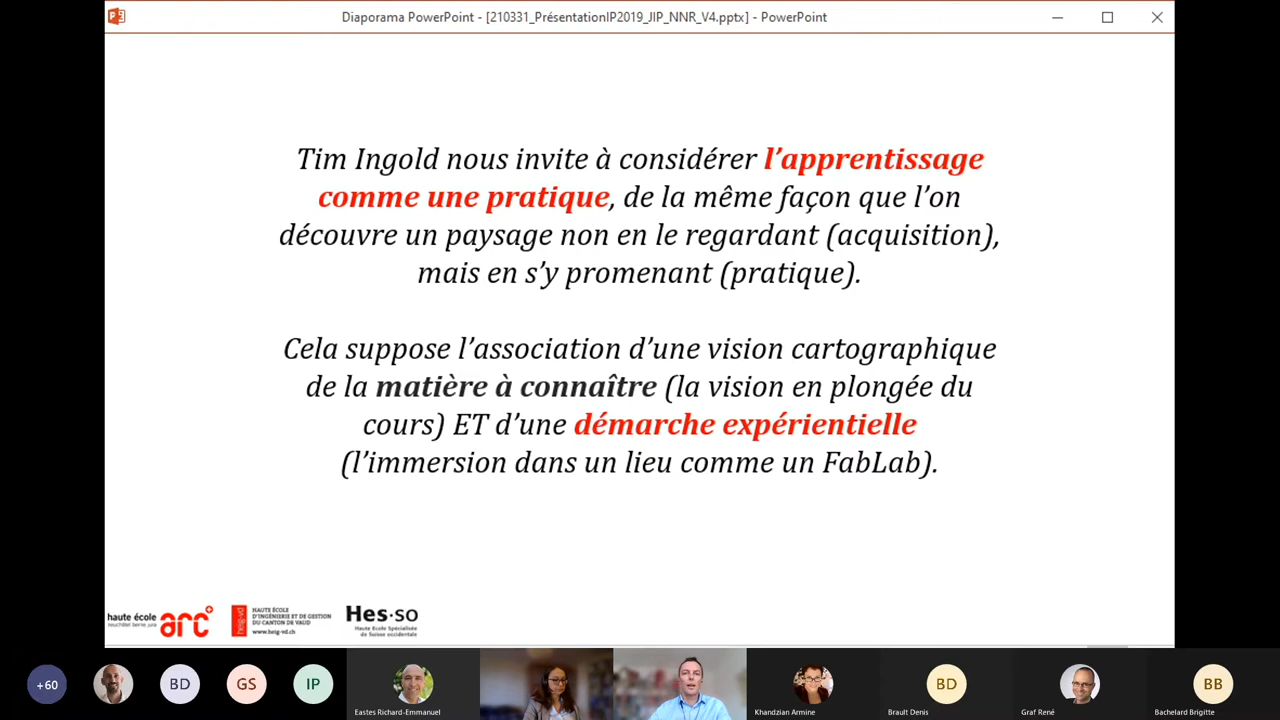 Diaporama PowerPoint - [210331_PrésentationIP2019_JIP_NNR_V4.pptx] - PowerPoint
Tim Ingold nous invite à considérer l’apprentissage
comme une pratique, de la même façon que l’on
découvre un paysage non en le regardant (acquisition),
mais en s’y promenant (pratique).
Cela suppose l’association d’une vision cartographique
de la matière à connaître (la vision en plongée du
cours) ET d’une démarche expérientielle
(l’immersion dans un lieu comme un FabLab).
haute école arc
neuchâtel berne jura
heig-vd
HAUTE ÉCOLE
D'INGÉNIERIE ET DE GESTION
DU CANTON DE VAUD
www.heig-vd.ch
Hes·so
Haute Ecole Spécialisée
de Suisse occidentale
+60
BD
GS
IP
Eastes Richard-Emmanuel
Khandzian Armine
BD
Brault Denis
Graf René
BB
Bachelard Brigitte